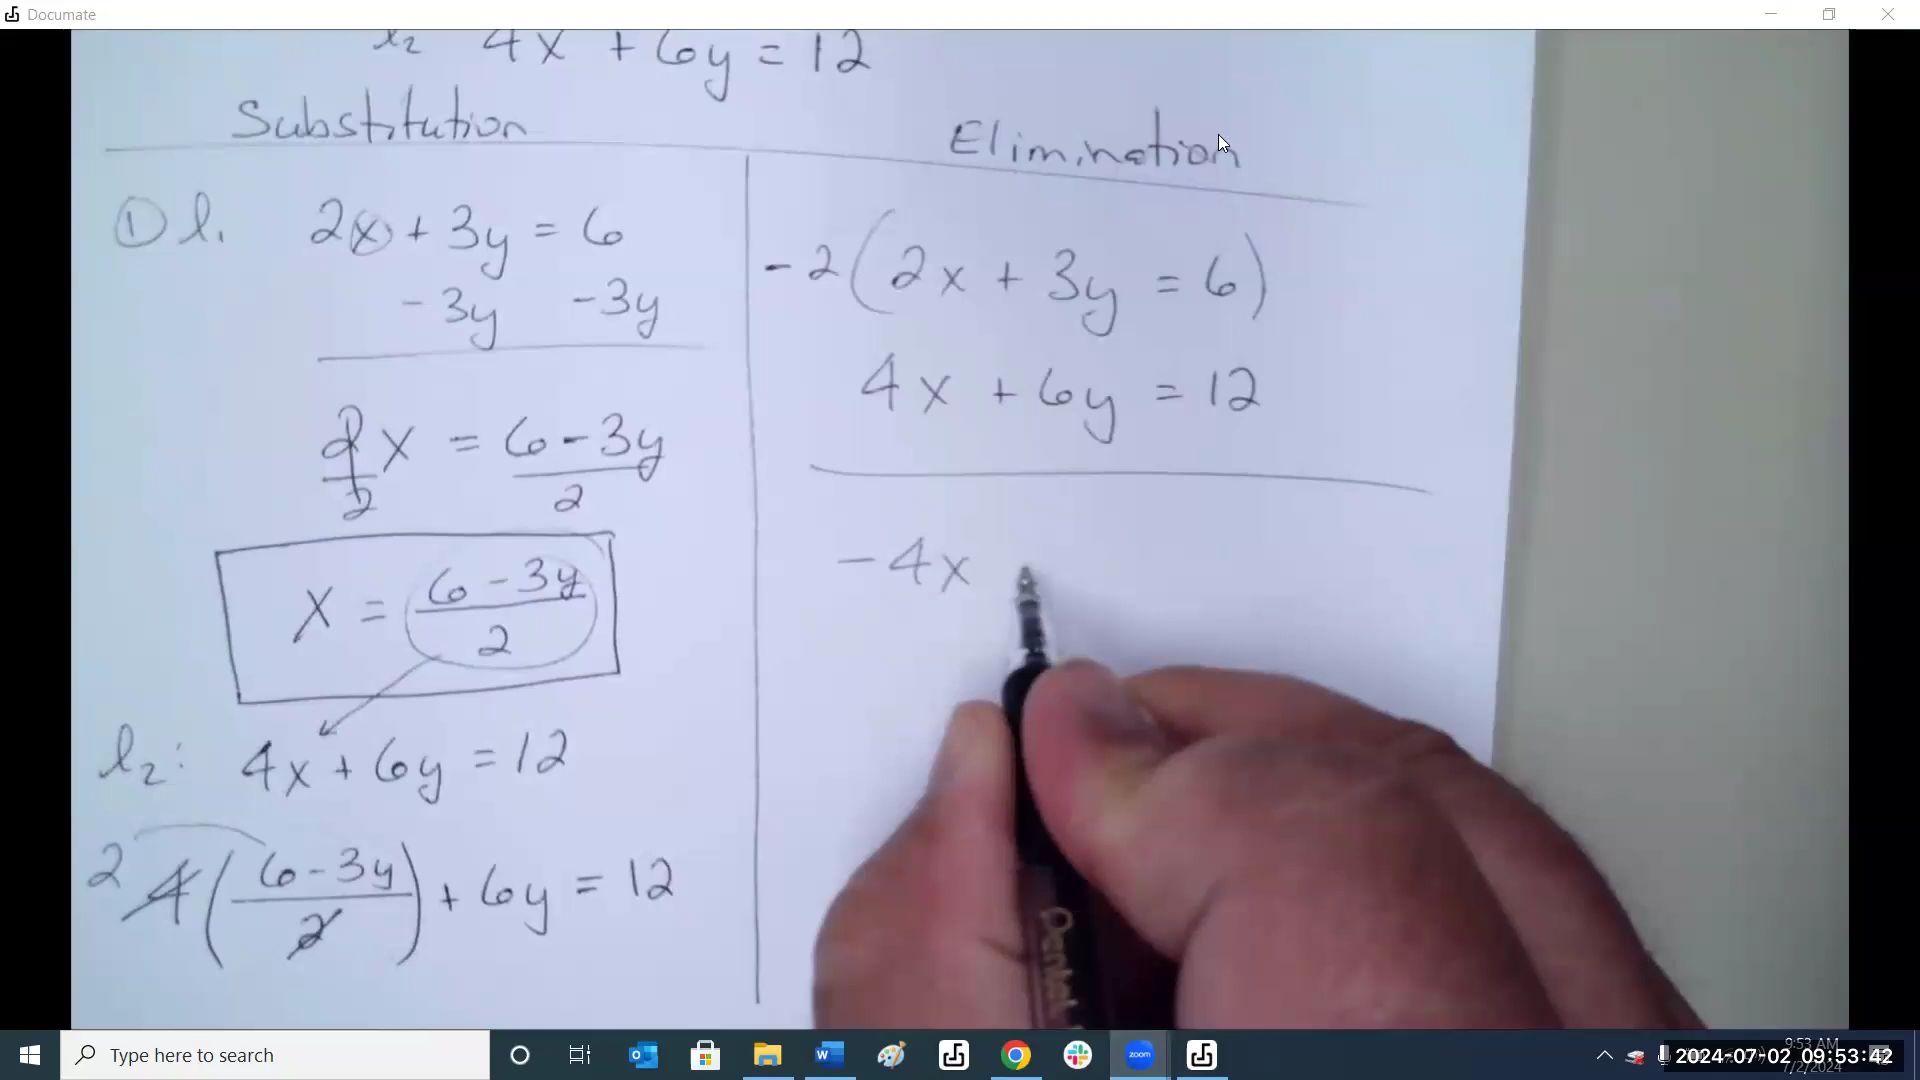 Documate
l₂ 4x + 6y = 12
Substitution
Elimination
① l₁ 2x + 3y = 6
-3y -3y
2x = 6 - 3y
2 2
x = 6 - 3y
2
l₂: 4x + 6y = 12
2 4(6 - 3y) + 6y = 12
2
-2(2x + 3y = 6)
4x + 6y = 12
-4x
Pentel
Type here to search
zoom
9:53 AM
7/2/2024
2024-07-02 09:53:42